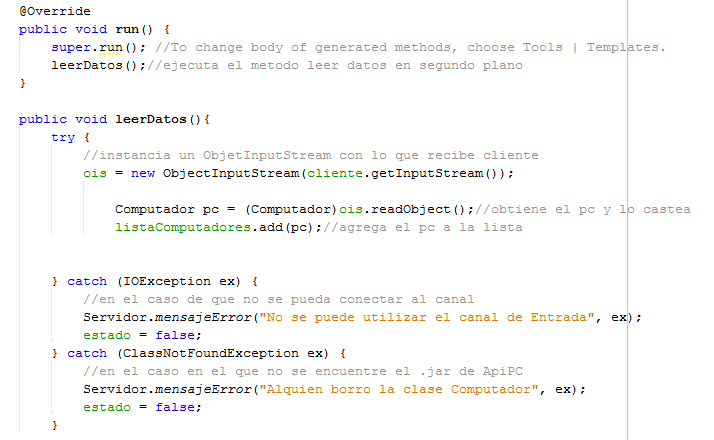 @Override
public void run() {
super.run(); //To change body of generated methods, choose Tools | Templates.
leerDatos();//ejecuta el metodo leer datos en segundo plano
}
public void leerDatos(){
try {
//instancia un ObjetInputStream con lo que recibe cliente
ois = new ObjectInputStream(cliente.getInputStream());
Computador pc = (Computador)ois.readObject();//obtiene el pc y lo castea
listaComputadores.add(pc);//agrega el pc a la lista
} catch (IOException ex) {
//en el caso de que no se pueda conectar al canal
Servidor.mensajeError("No se puede utilizar el canal de Entrada", ex);
estado = false;
} catch (ClassNotFoundException ex) {
//en el caso en el que no se encuentre el .jar de ApiPC
Servidor.mensajeError("Alquien borro la clase Computador", ex);
estado = false;
}